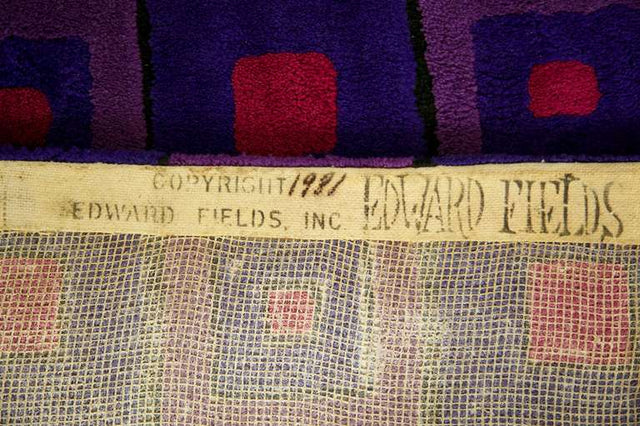 COPYRIGHT 1981
EDWARD FIELDS, INC
EDWARD FIELDS